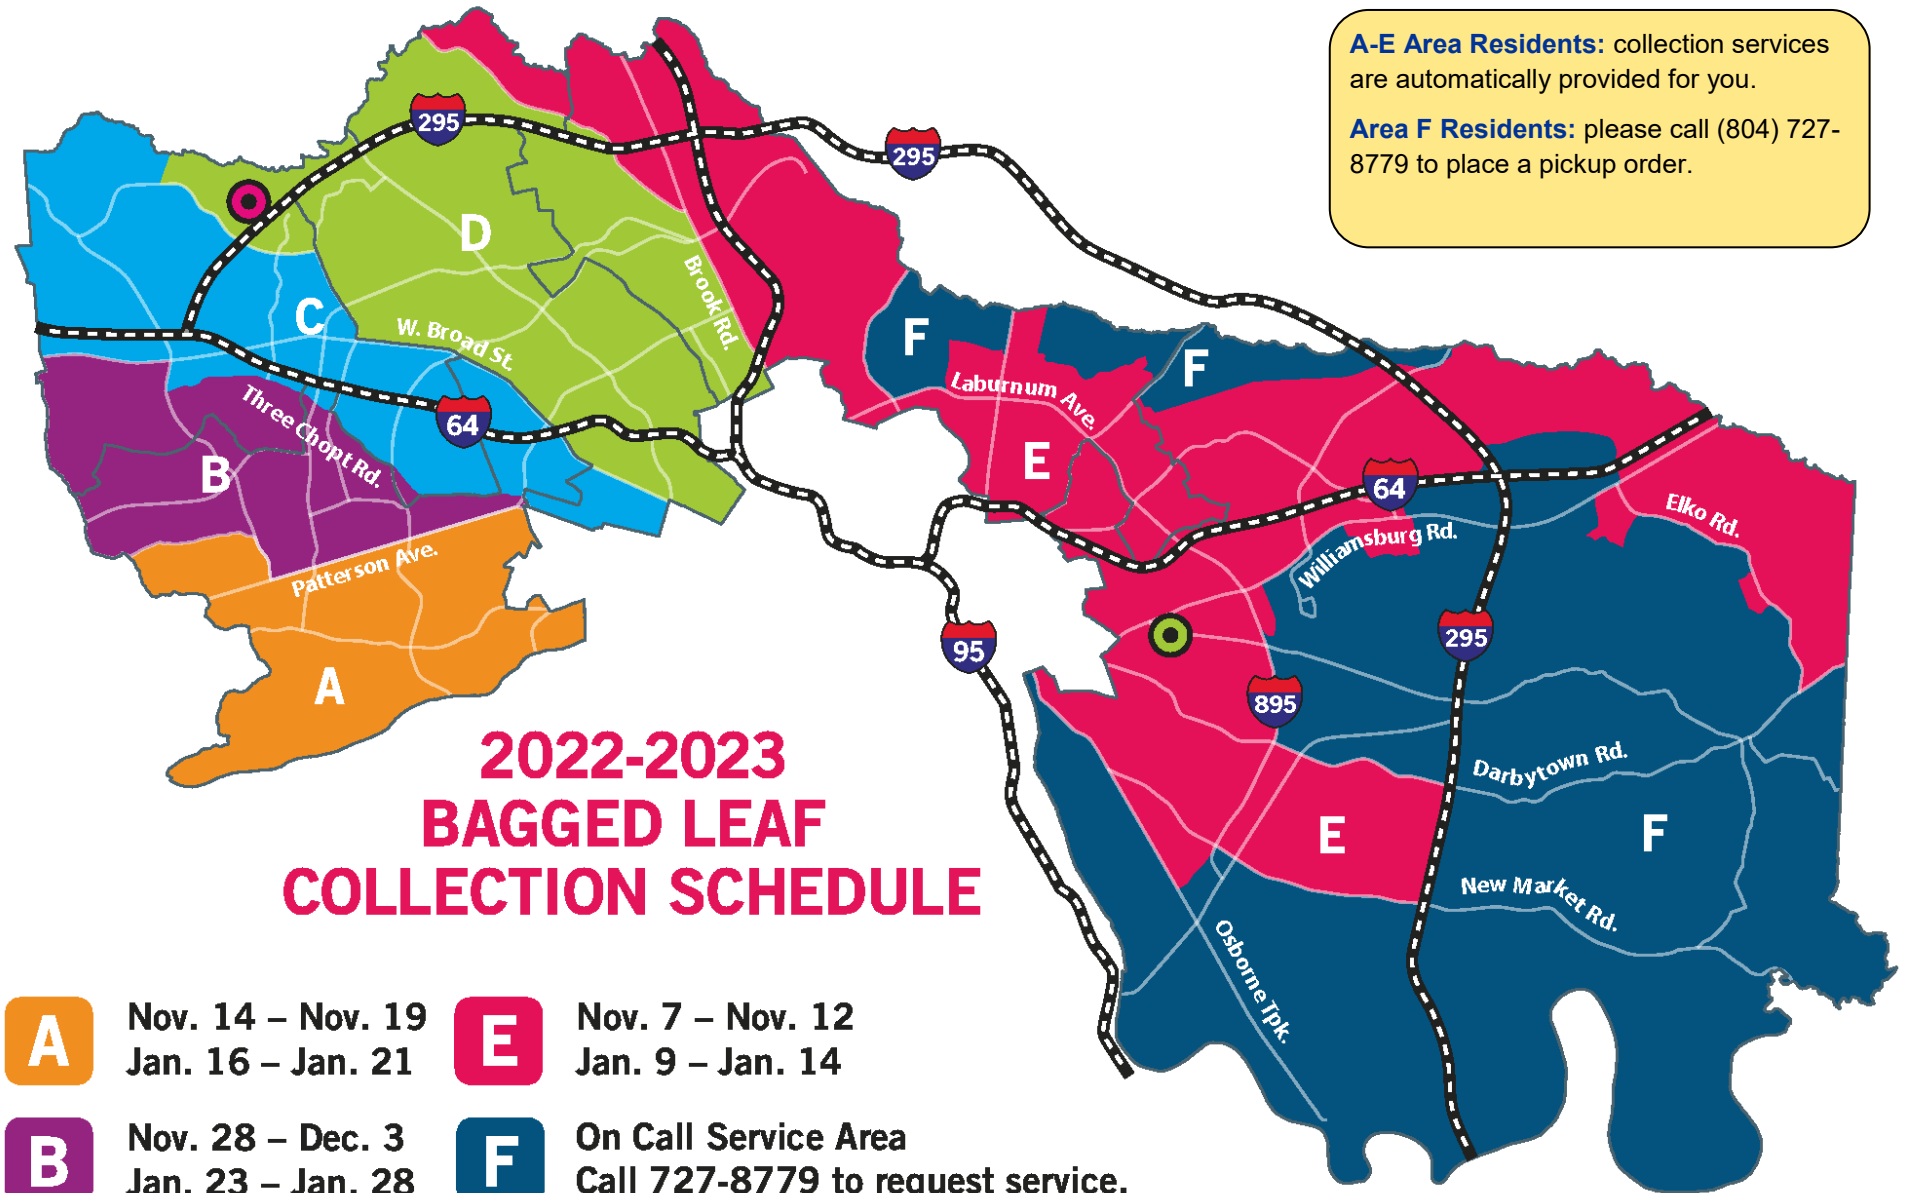 A-E Area Residents: collection services
are automatically provided for you.
Area F Residents: please call (804) 727-
8779 to place a pickup order.
295
295
D
Brook Rd.
C
W. Broad St.
F
F
Laburnum Ave.
Three Chopt Rd.
64
B
E
64
Elko Rd.
Williamsburg Rd.
Patterson Ave.
95
295
A
895
2022-2023
BAGGED LEAF
COLLECTION SCHEDULE
Darbytown Rd.
E
F
New Market Rd.
Osborne Tpk.
A
Nov. 14 – Nov. 19
Jan. 16 – Jan. 21
E
Nov. 7 – Nov. 12
Jan. 9 – Jan. 14
B
Nov. 28 – Dec. 3
Jan. 23 – Jan. 28
F
On Call Service Area
Call 727-8779 to request service.